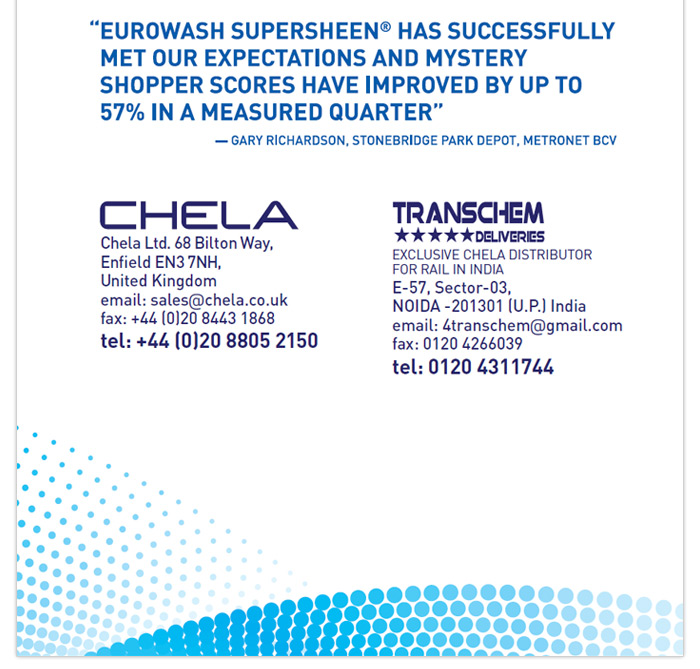 “EUROWASH SUPERSHEEN® HAS SUCCESSFULLY
MET OUR EXPECTATIONS AND MYSTERY
SHOPPER SCORES HAVE IMPROVED BY UP TO
57% IN A MEASURED QUARTER”
— GARY RICHARDSON, STONEBRIDGE PARK DEPOT, METRONET BCV
CHELA
Chela Ltd. 68 Bilton Way,
Enfield EN3 7NH,
United Kingdom
email: sales@chela.co.uk
fax: +44 (0)20 8443 1868
tel: +44 (0)20 8805 2150
TRANSCHEM
★★★★★DELIVERIES
EXCLUSIVE CHELA DISTRIBUTOR
FOR RAIL IN INDIA
E-57, Sector-03,
NOIDA -201301 (U.P.) India
email: 4transchem@gmail.com
fax: 0120 4266039
tel: 0120 4311744